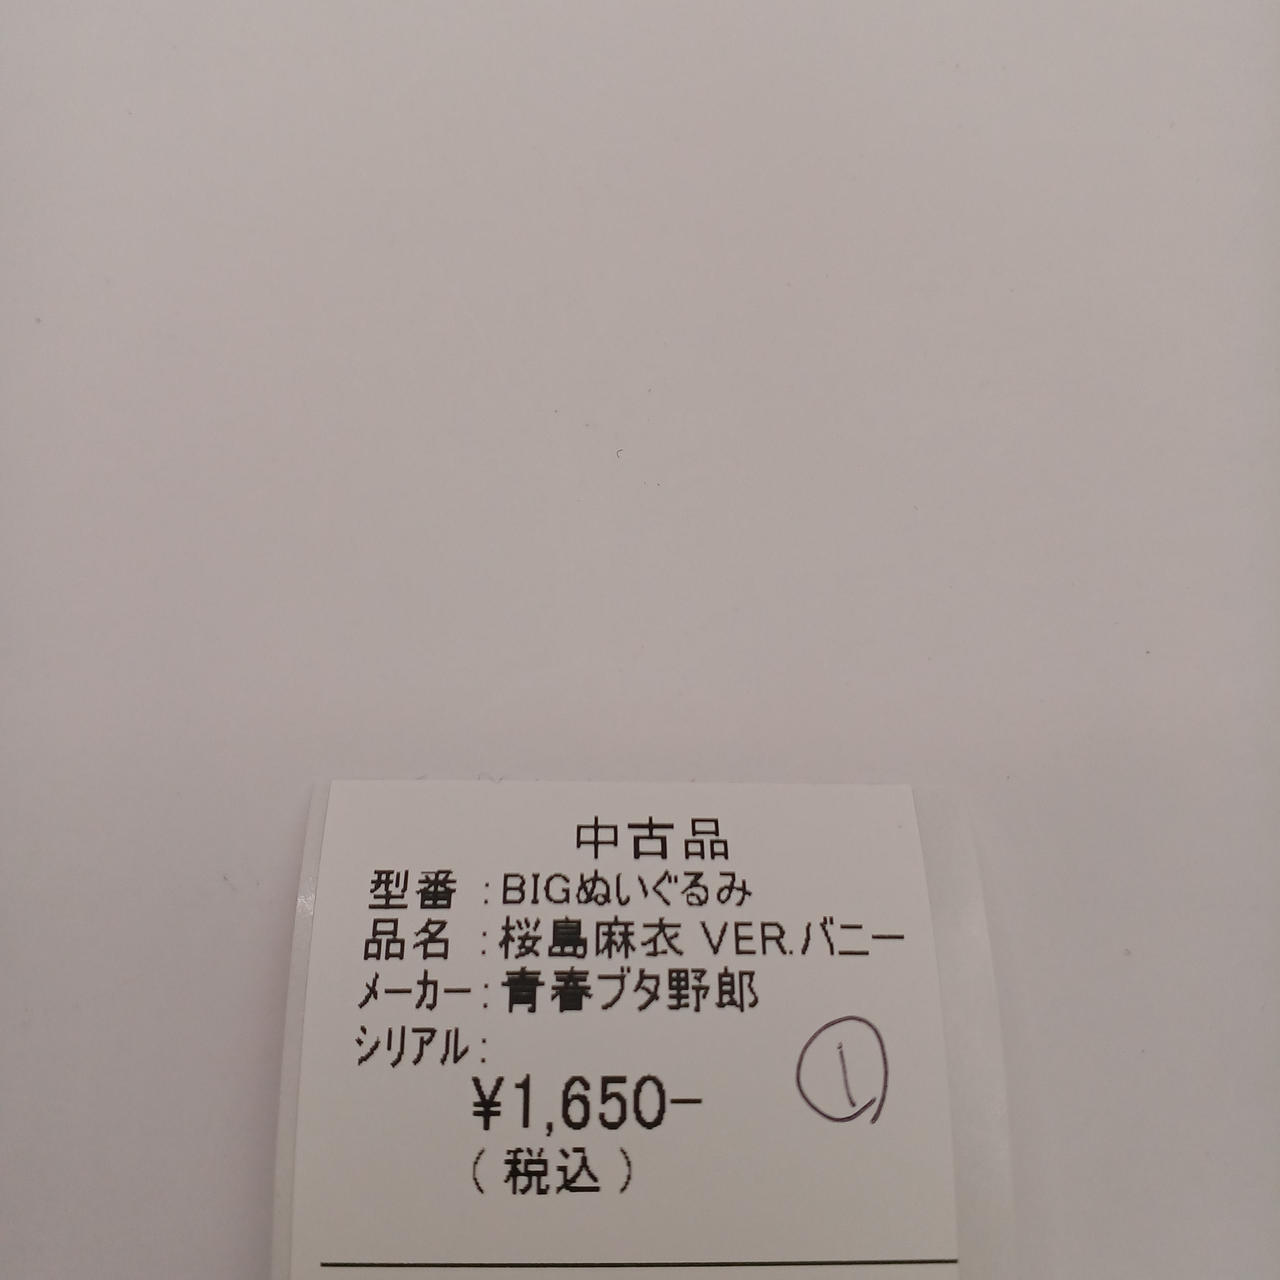 中古品
型番 :BIGぬいぐるみ
品名 :桜島麻衣 VER.バニー
メーカー:青春ブタ野郎
シリアル:
¥1,650-
①
(税込)